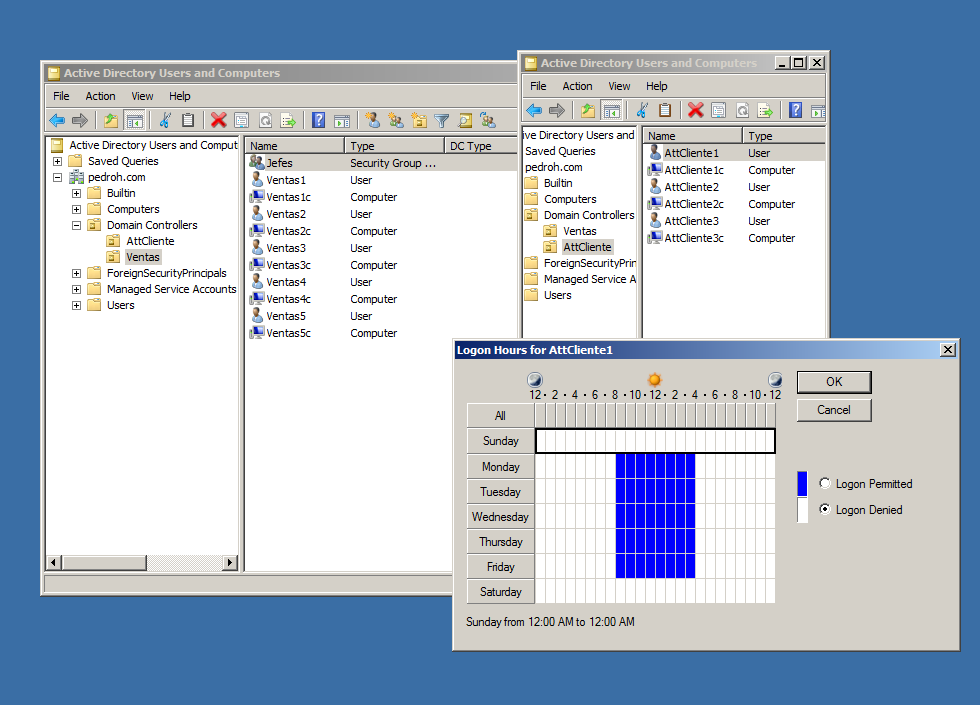 Active Directory Users and Computers
File Action View Help
Active Directory Users and Comput
Saved Queries
pedroh.com
Builtin
Computers
Domain Controllers
AttCliente
Ventas
ForeignSecurityPrincipals
Managed Service Accounts
Users
Name Type DC Type
Jefes Security Group ...
Ventas1 User
Ventas1c Computer
Ventas2 User
Ventas2c Computer
Ventas3 User
Ventas3c Computer
Ventas4 User
Ventas4c Computer
Ventas5 User
Ventas5c Computer
Active Directory Users and Computers
File Action View Help
ive Directory Users and
Saved Queries
pedroh.com
Builtin
Computers
Domain Controllers
Ventas
AttCliente
ForeignSecurityPrin
Managed Service A
Users
Name Type
AttCliente1 User
AttCliente1c Computer
AttCliente2 User
AttCliente2c Computer
AttCliente3 User
AttCliente3c Computer
Logon Hours for AttCliente1
12 · 2 · 4 · 6 · 8 · 10 · 12 · 2 · 4 · 6 · 8 · 10 · 12
All
Sunday
Monday
Tuesday
Wednesday
Thursday
Friday
Saturday
OK
Cancel
Logon Permitted
Logon Denied
Sunday from 12:00 AM to 12:00 AM